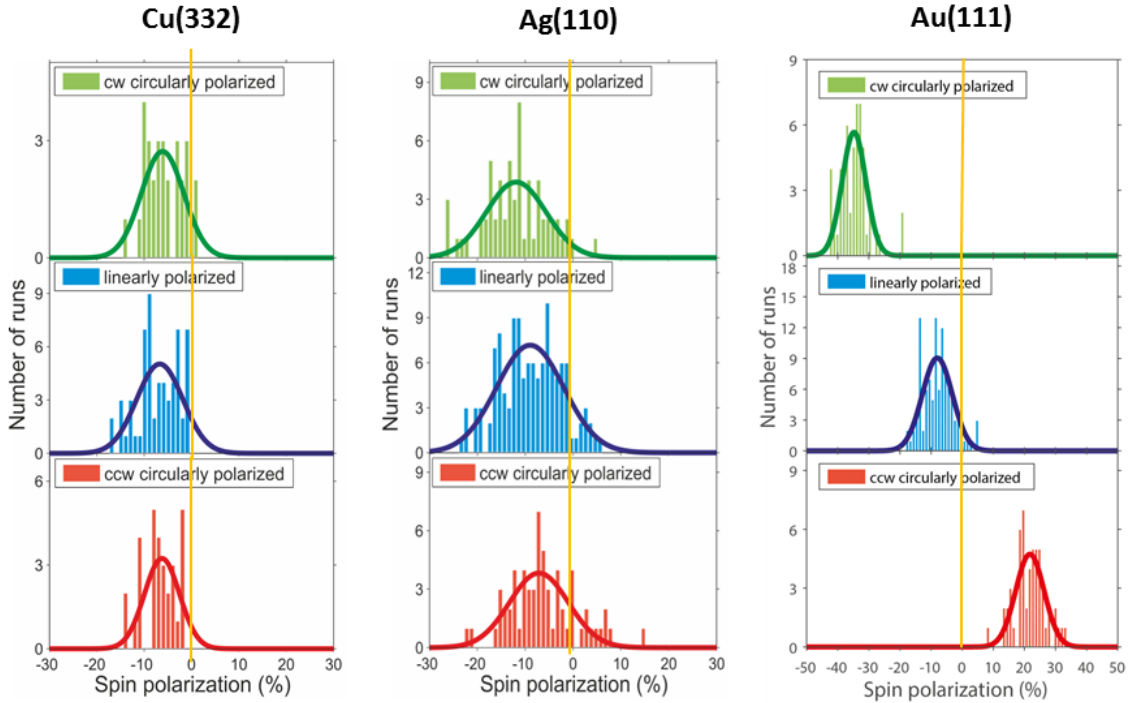 Cu(332)
cw circularly polarized
3
0
linearly polarized
9
6
3
0
ccw circularly polarized
6
3
0
-30 -20 -10 0 10 20 30
Spin polarization (%)
Number of runs
Ag(110)
cw circularly polarized
9
6
3
0
linearly polarized
12
9
6
3
0
ccw circularly polarized
9
6
3
0
-30 -20 -10 0 10 20 30
Spin polarization (%)
Number of runs
Au(111)
9
cw circularly polarized
6
3
0
18
linearly polarized
15
12
9
6
3
0
9
ccw circularly polarized
6
3
0
-50 -40 -30 -20 -10 0 10 20 30 40 50
Spin polarization (%)
Number of runs